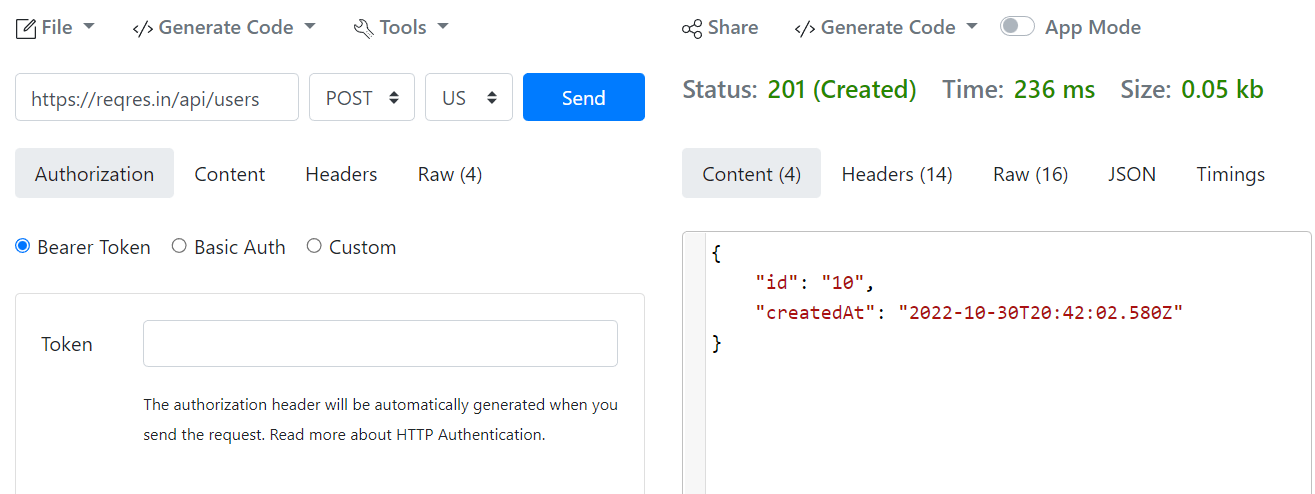 File Generate Code Tools
Share Generate Code App Mode
https://reqres.in/api/users POST US Send
Status: 201 (Created) Time: 236 ms Size: 0.05 kb
Authorization Content Headers Raw (4)
Content (4) Headers (14) Raw (16) JSON Timings
Bearer Token Basic Auth Custom
Token
The authorization header will be automatically generated when you
send the request. Read more about HTTP Authentication.
{
"id": "10",
"createdAt": "2022-10-30T20:42:02.580Z"
}